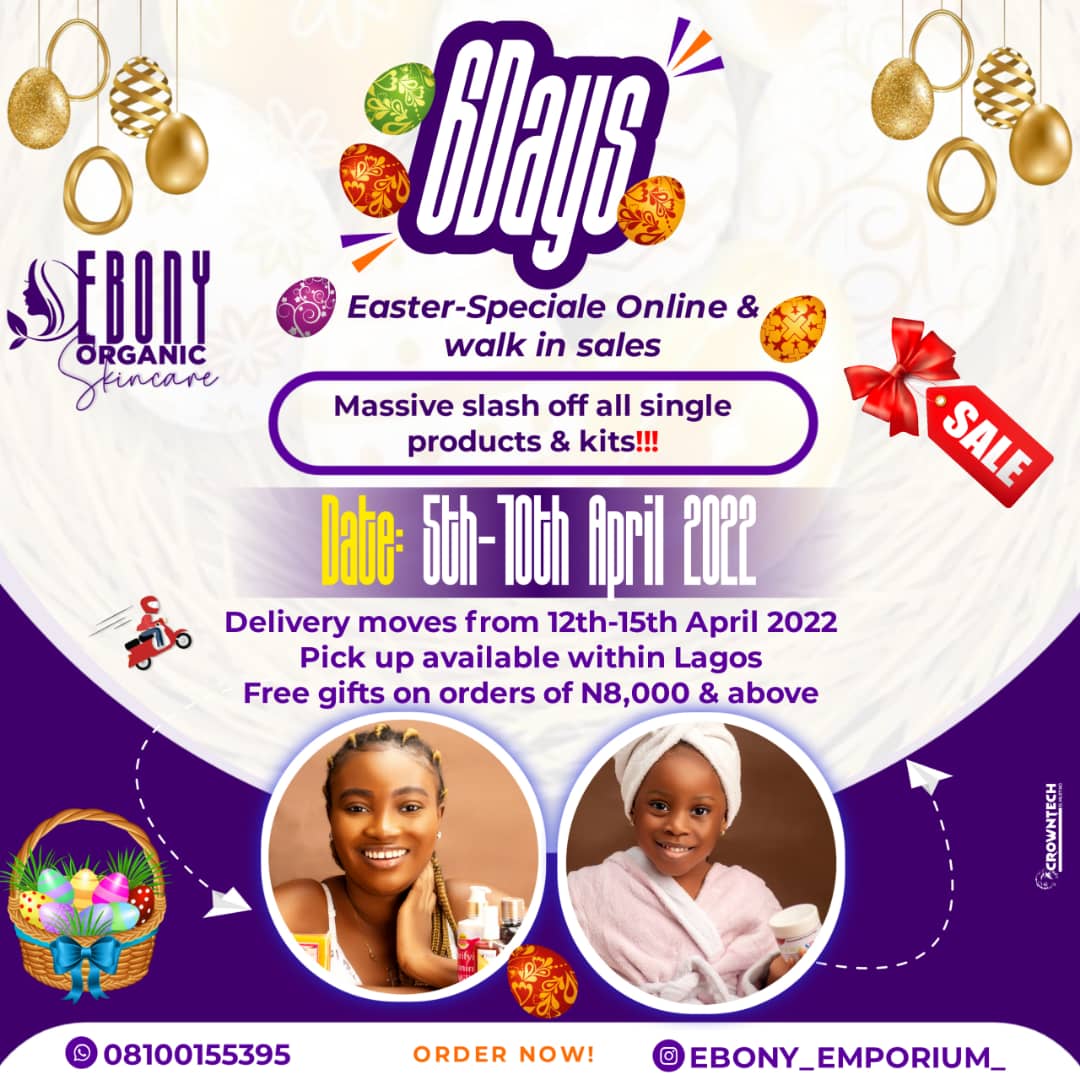 6Days
EBONY
ORGANIC
Skincare
Easter-Speciale Online &
walk in sales
Massive slash off all single
products & kits!!!
SALE
Date: 5th-10th April 2022
Delivery moves from 12th-15th April 2022
Pick up available within Lagos
Free gifts on orders of N8,000 & above
CROWNTECH
08100155395
ORDER NOW!
EBONY_EMPORIUM_